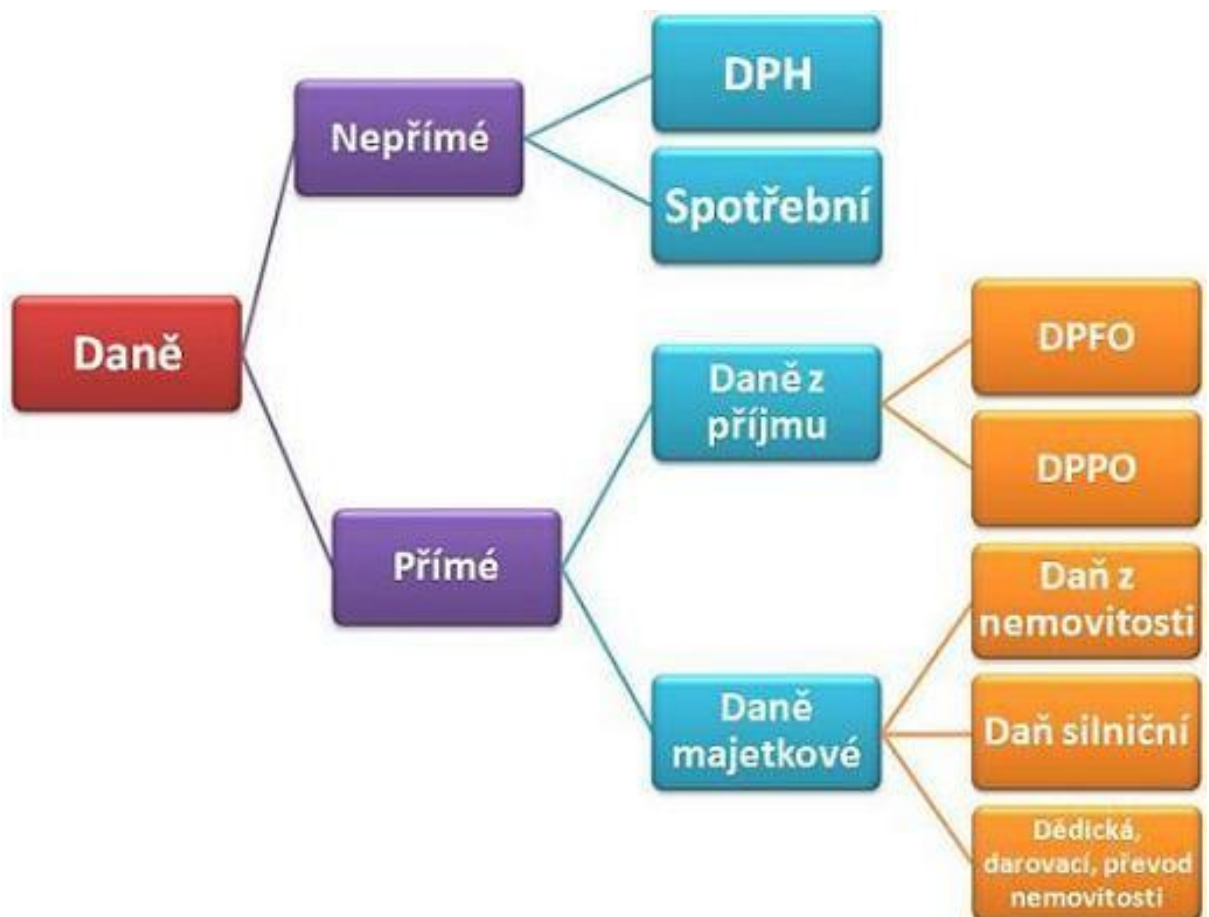 DPH
Nepřímé
Spotřební
Daně
Daně z
příjmu
DPFO
DPPO
Přímé
Daň z
nemovitosti
Daně
majetkové
Daň silniční
Dědická,
darovací, převod
nemovitosti